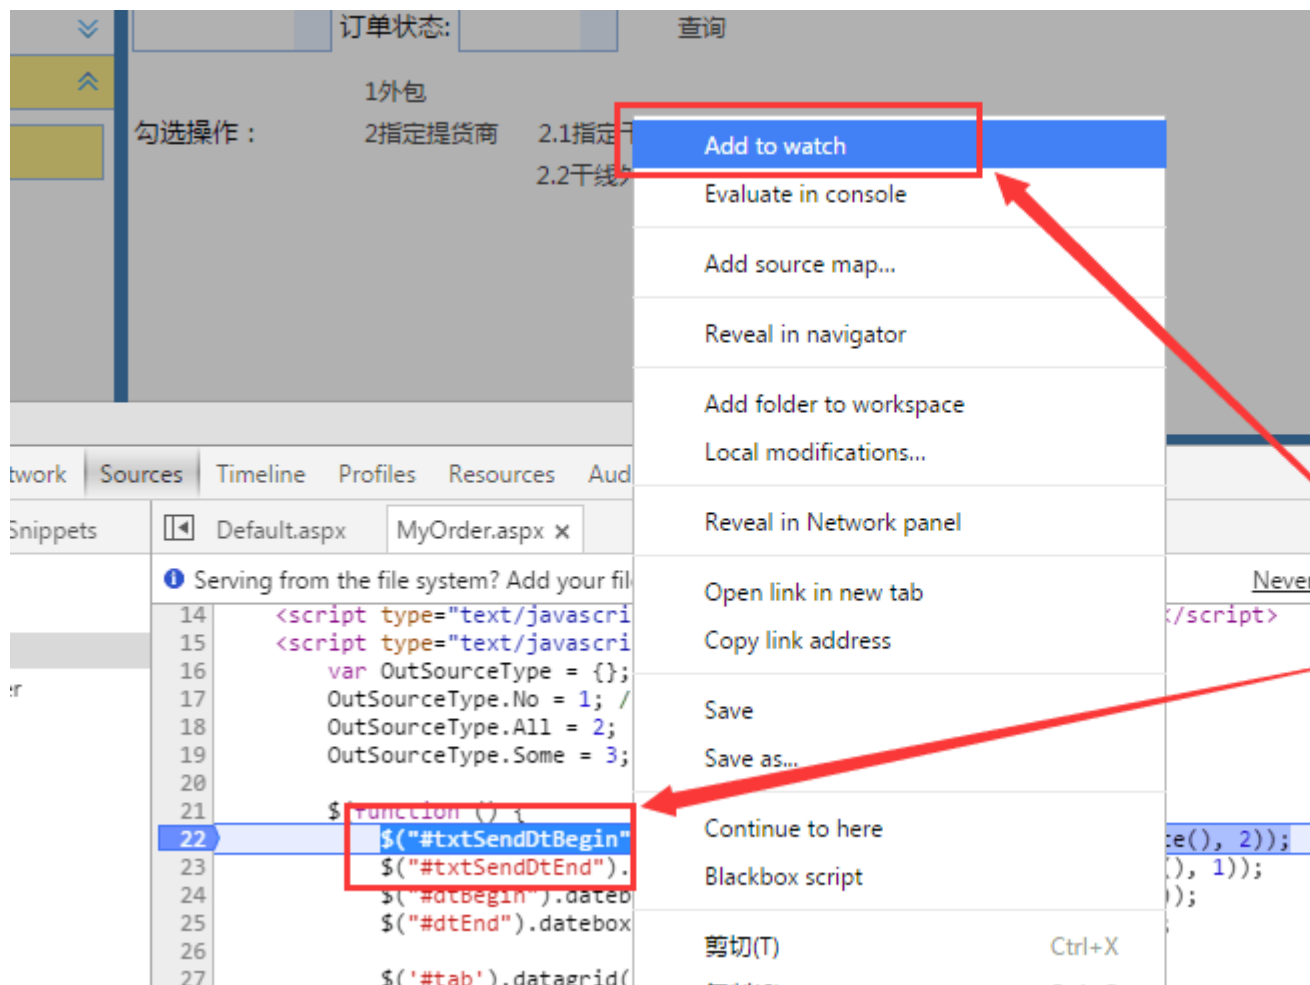 订单状态:
查询
1外包
勾选操作：
2指定提货商
2.1指定
2.2干线
Add to watch
Evaluate in console
Add source map...
Reveal in navigator
Add folder to workspace
Local modifications...
Reveal in Network panel
Open link in new tab
Copy link address
Save
Save as...
Continue to here
Blackbox script
剪切(T) Ctrl+X
twork Sources Timeline Profiles Resources Aud
Snippets Default.aspx MyOrder.aspx ×
Serving from the file system? Add your fil Never
14 <script type="text/javascri </script>
15 <script type="text/javascri
16 var OutSourceType = {};
17 OutSourceType.No = 1; /
18 OutSourceType.All = 2;
19 OutSourceType.Some = 3;
20
21 $(function () {
22 $("#txtSendDtBegin" te(), 2));
23 $("#txtSendDtEnd"). (), 1));
24 $("#dtBegin").dateb ));
25 $("#dtEnd").datebox ;
26
27 $('#tab').datagrid(